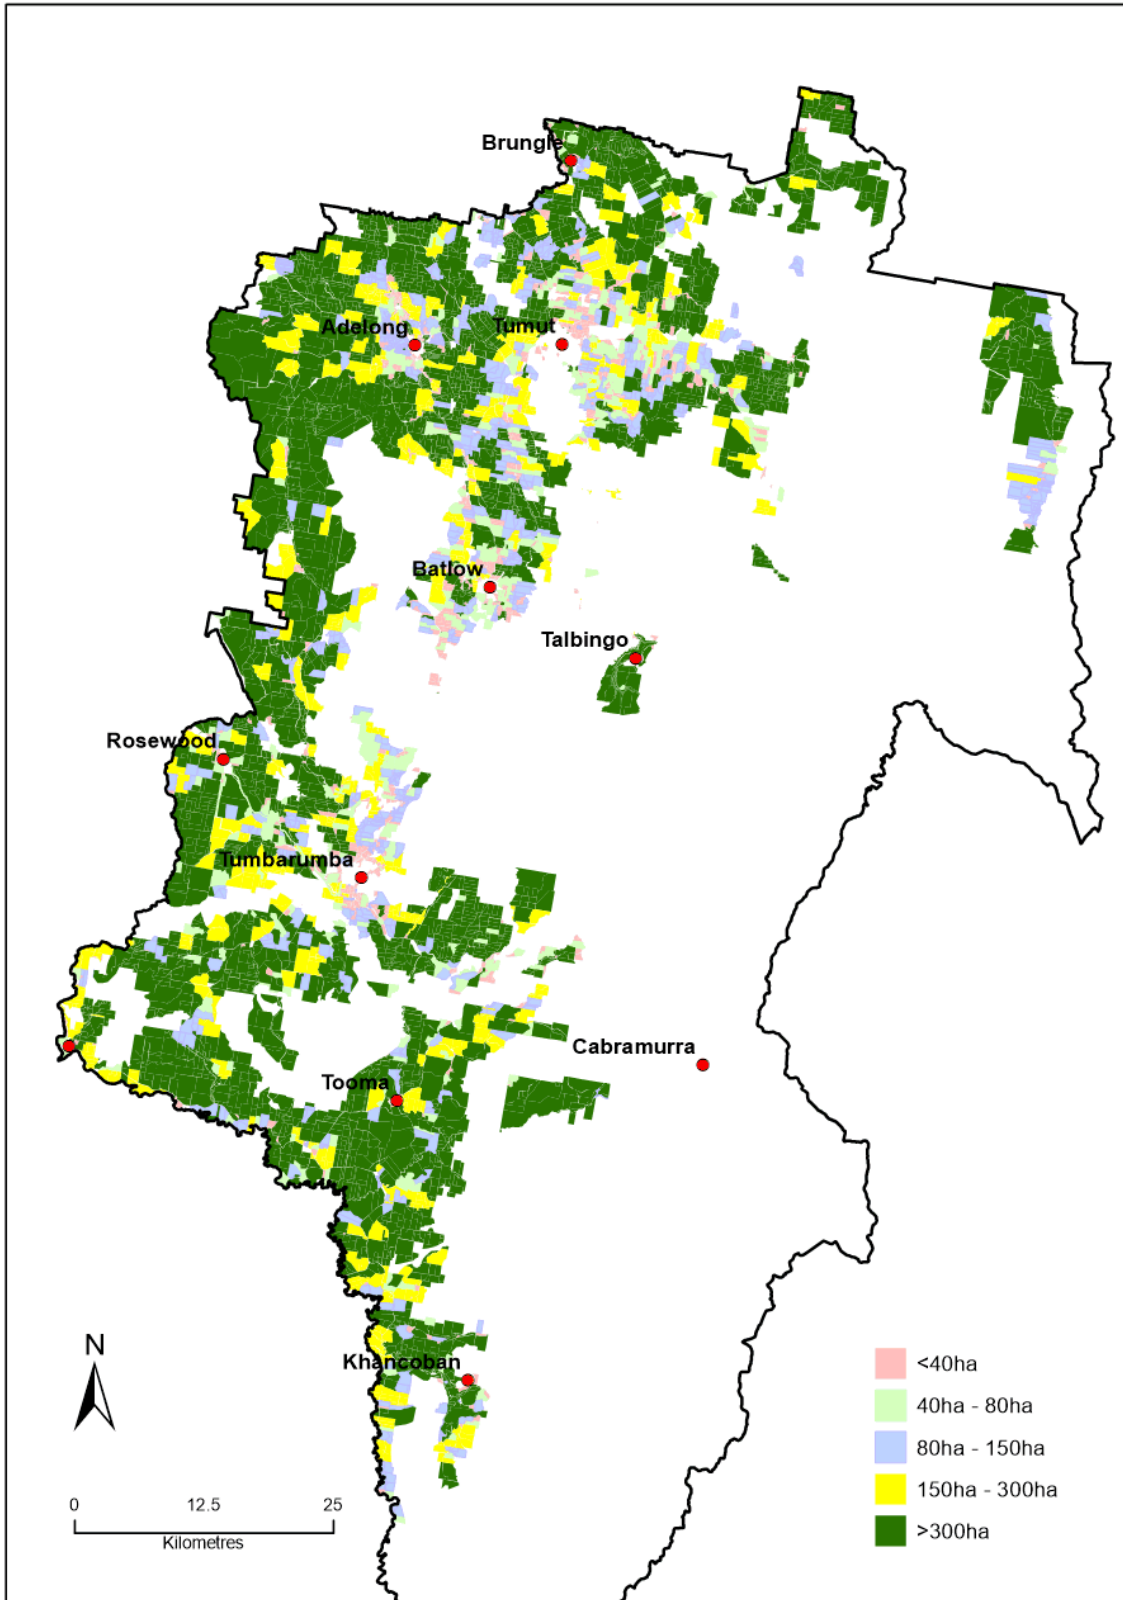 Brungle
Adelong
Tumut
Batlow
Talbingo
Rosewood
Tumbarumba
Cabramurra
Tooma
Khancoban
N
0 12.5 25
Kilometres
<40ha
40ha - 80ha
80ha - 150ha
150ha - 300ha
>300ha